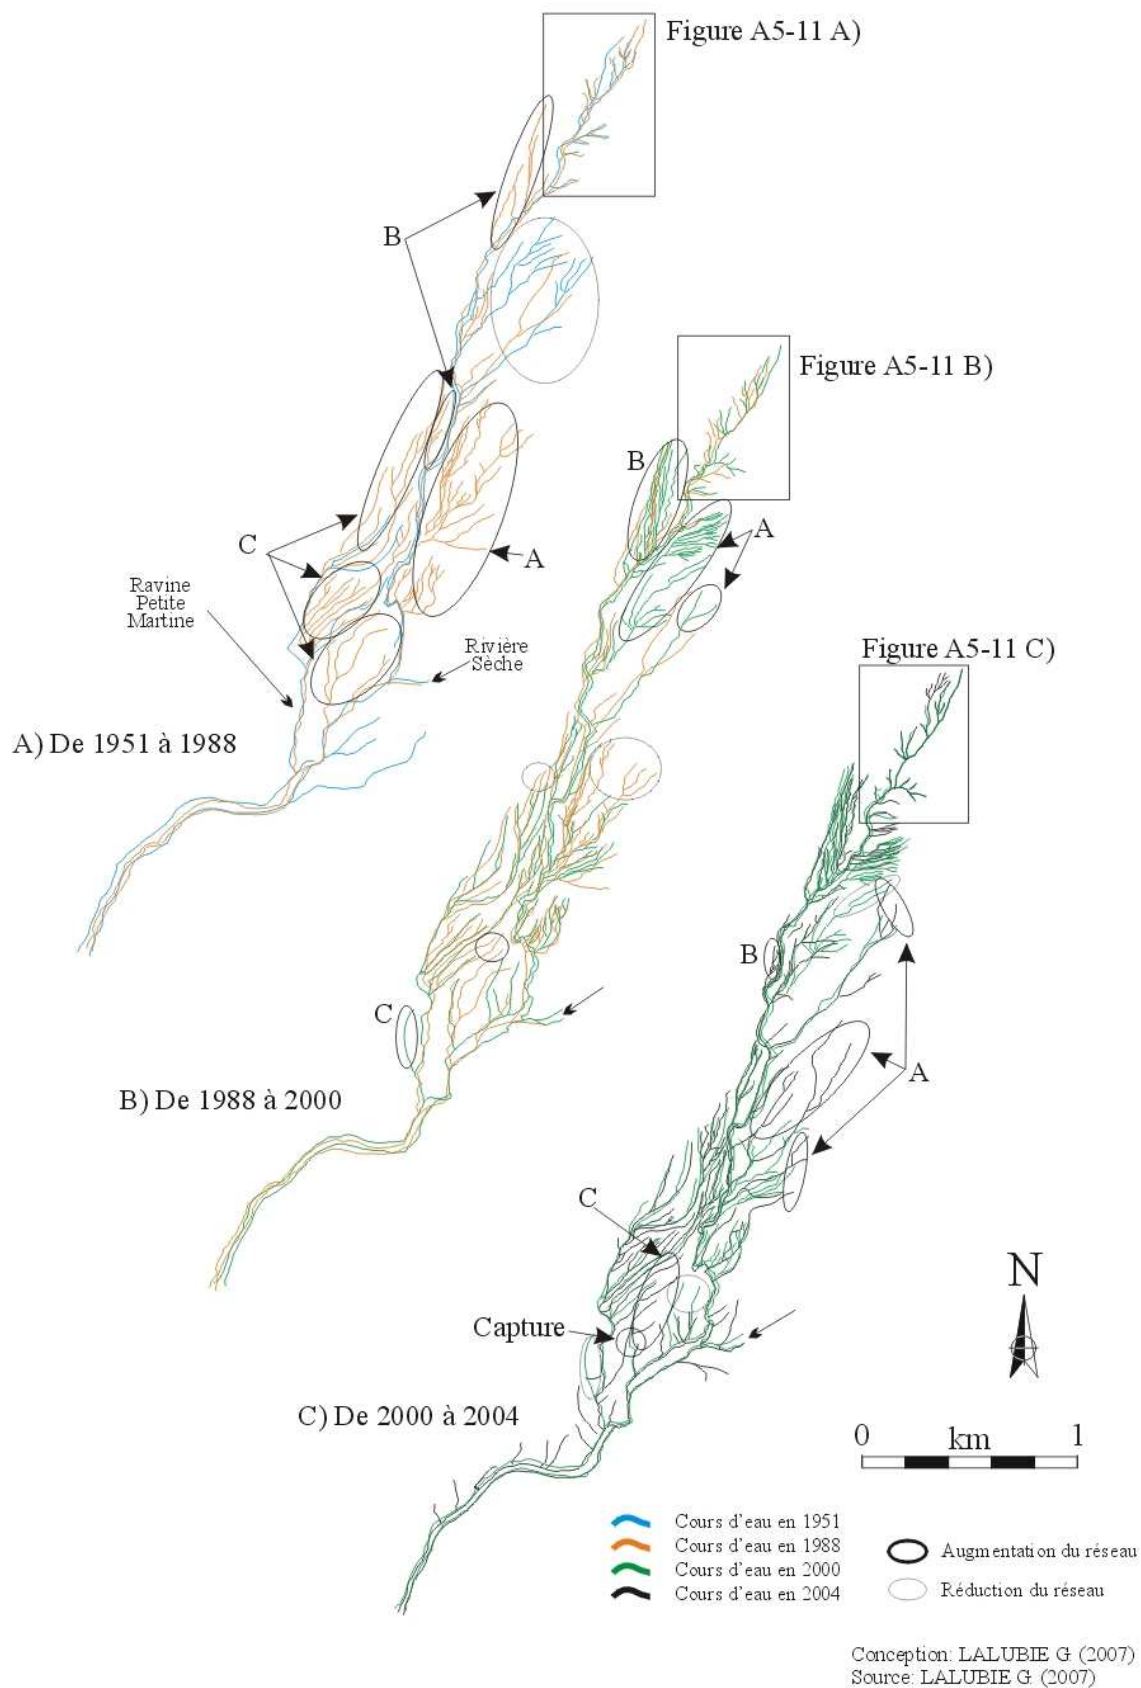 Figure A5-11 A)
B
Figure A5-11 B)
B
A
C
A
Ravine
Petite
Martine
Rivière
Sèche
Figure A5-11 C)
A) De 1951 à 1988
B
C
A
B) De 1988 à 2000
C
N
Capture
C) De 2000 à 2004
0 km 1
Cours d'eau en 1951
Cours d'eau en 1988
Cours d'eau en 2000
Cours d'eau en 2004
Augmentation du réseau
Réduction du réseau
Conception: LALUBIE G. (2007)
Source: LALUBIE G. (2007)